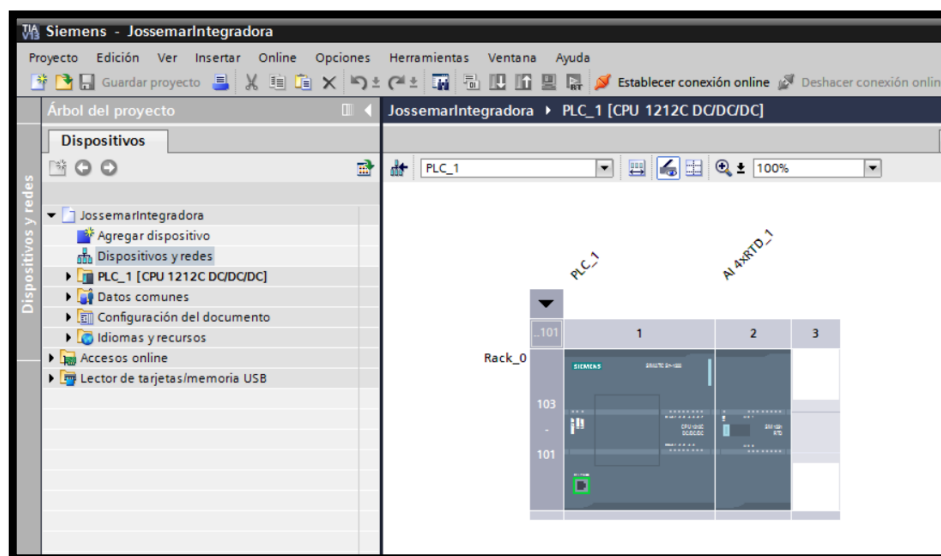 TIA V13 Siemens - JossemarIntegradora
Proyecto Edición Ver Insertar Online Opciones Herramientas Ventana Ayuda
Guardar proyecto Establecer conexión online Deshacer conexión onlin
Árbol del proyecto
JossemarIntegradora PLC_1 [CPU 1212C DC/DC/DC]
Dispositivos
PLC_1 100%
Dispositivos y redes
JossemarIntegradora
Agregar dispositivo
Dispositivos y redes
PLC_1 [CPU 1212C DC/DC/DC]
Datos comunes
Configuración del documento
Idiomas y recursos
Accesos online
Lector de tarjetas/memoria USB
PLC_1
AI 4xRTD_1
...101 1 2 3
Rack_0
SIEMENS
103
-
101